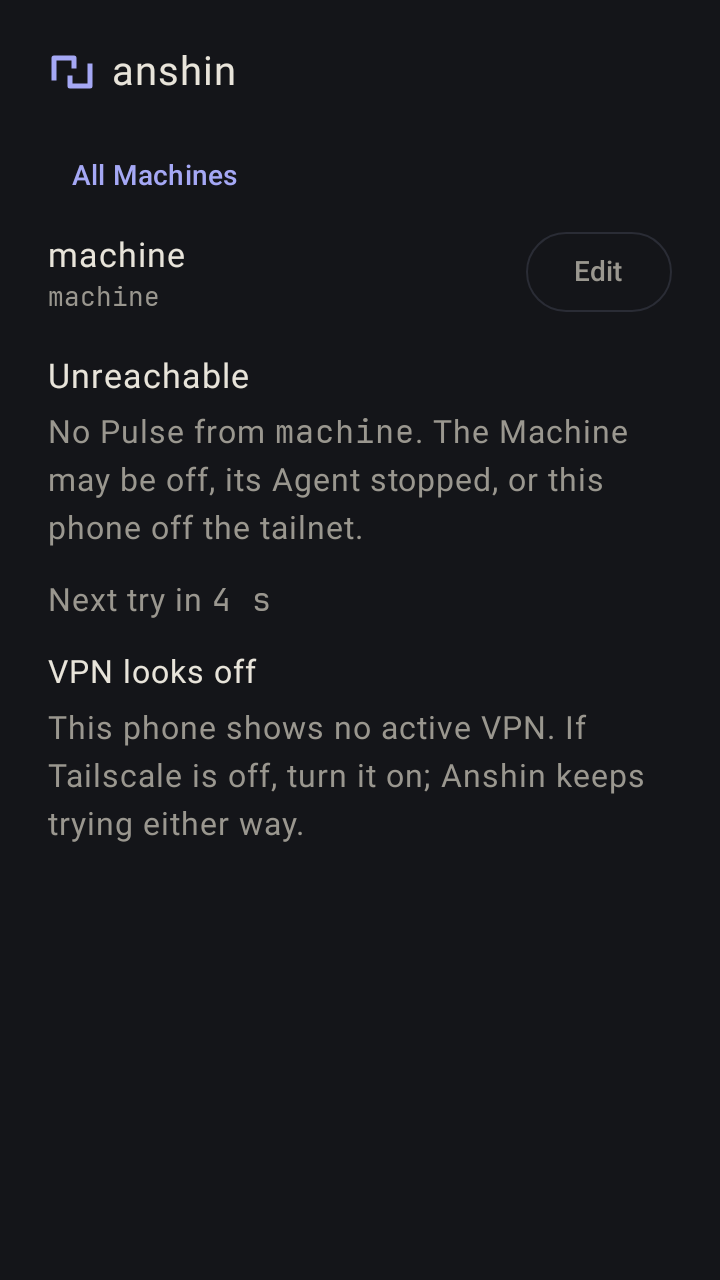 anshin
All Machines
machine
Edit
machine
Unreachable
No Pulse from machine. The Machine
may be off, its Agent stopped, or this
phone off the tailnet.
Next try in 4 s
VPN looks off
This phone shows no active VPN. If
Tailscale is off, turn it on; Anshin keeps
trying either way.